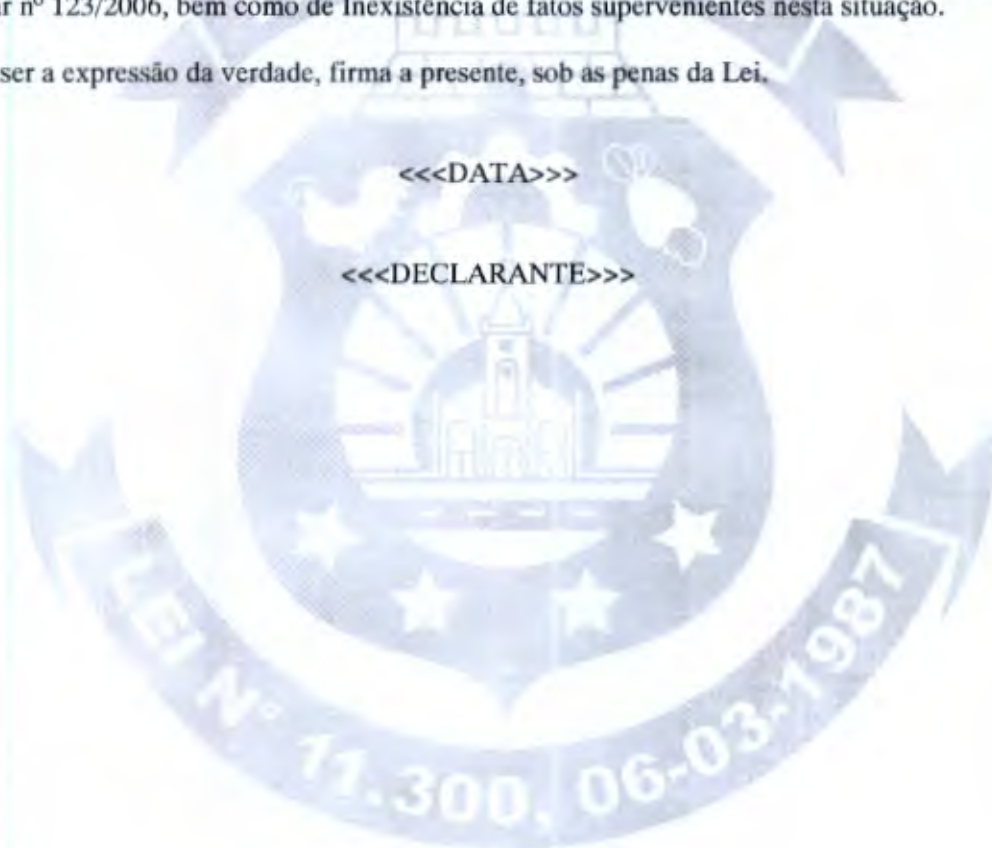 r nº 123/2006, bem como de Inexistência de fatos supervenientes nesta situação.
ser a expressão da verdade, firma a presente, sob as penas da Lei.
<<<DATA>>>
<<<DECLARANTE>>>
LEI Nº 11.300, 06-03-1987